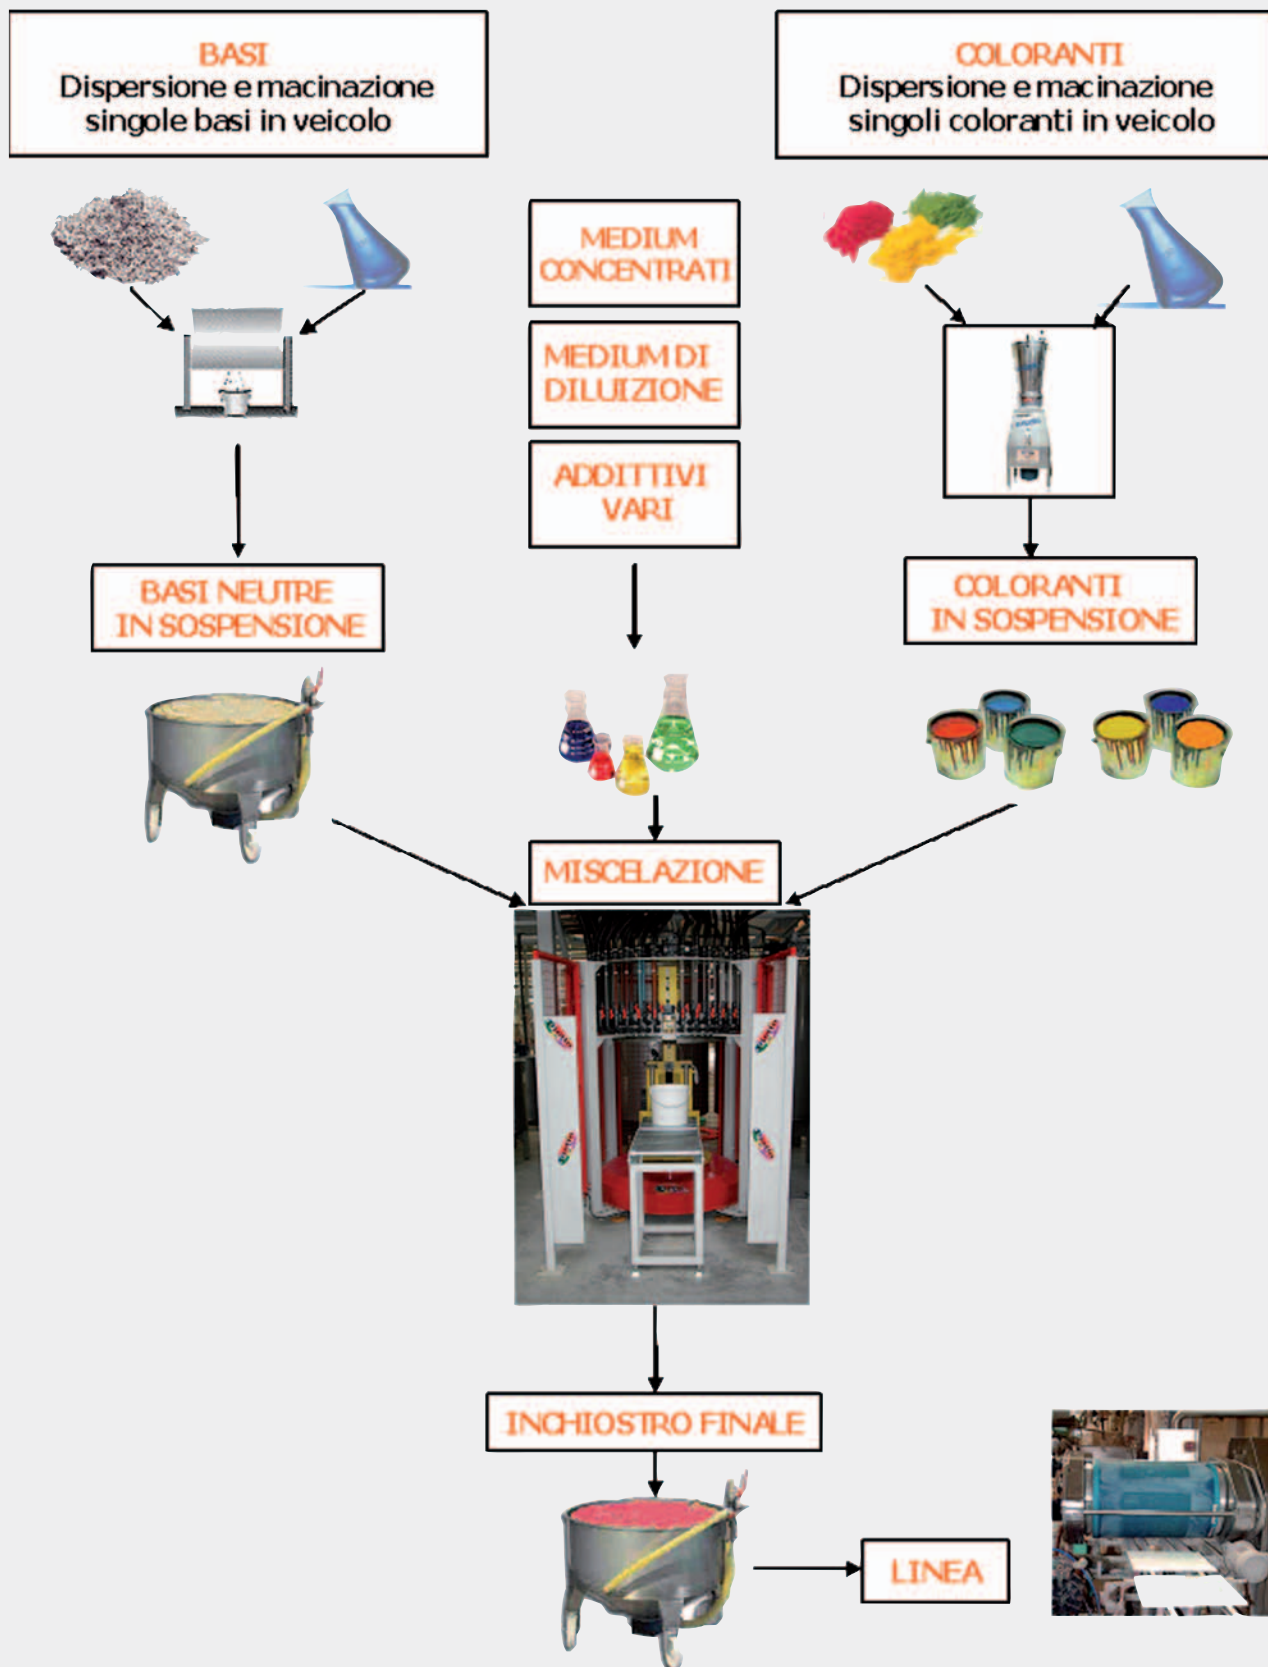 BASI
Dispersione e macinazione
singole basi in veicolo
COLORANTI
Dispersione e macinazione
singoli coloranti in veicolo
MEDIUM
CONCENTRATI
MEDIUM DI
DILUIZIONE
ADDITTIVI
VARI
BASI NEUTRE
IN SOSPENSIONE
COLORANTI
IN SOSPENSIONE
MISCELAZIONE
INCHIOSTRO FINALE
LINEA